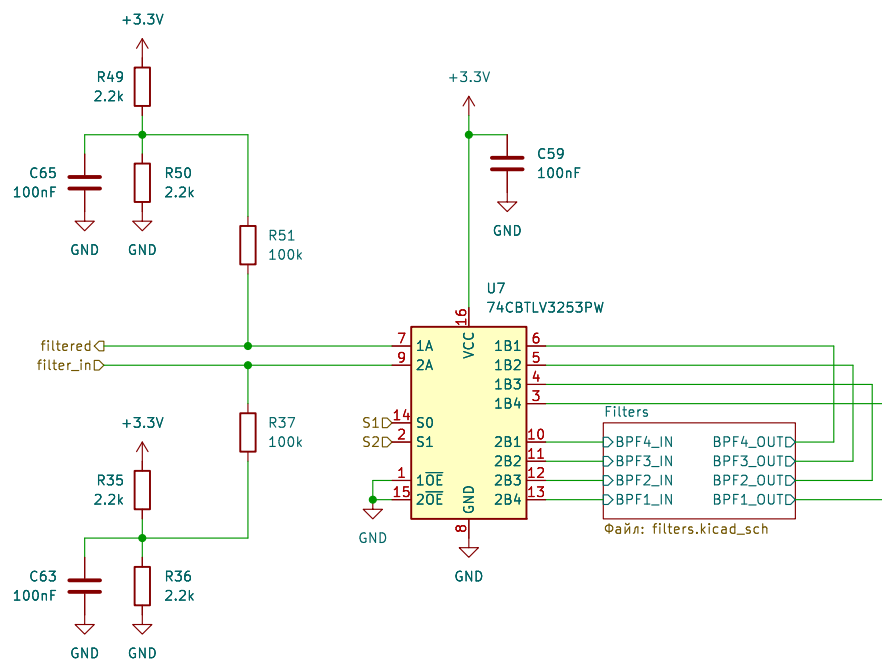 +3.3V
R49
2.2k
C65
100nF
R50
2.2k
GND
GND
R51
100k
+3.3V
C59
100nF
GND
U7
74CBTLV3253PW
filtered
filter_in
7
9
14
2
1
15
16
8
6
5
4
3
10
11
12
13
1A
2A
S0
S1
1OE
2OE
VCC
GND
1B1
1B2
1B3
1B4
2B1
2B2
2B3
2B4
S1
S2
GND
GND
Filters
BPF4_IN BPF4_OUT
BPF3_IN BPF3_OUT
BPF2_IN BPF2_OUT
BPF1_IN BPF1_OUT
Файл: filters.kicad_sch
R37
100k
+3.3V
R35
2.2k
C63
100nF
R36
2.2k
GND
GND